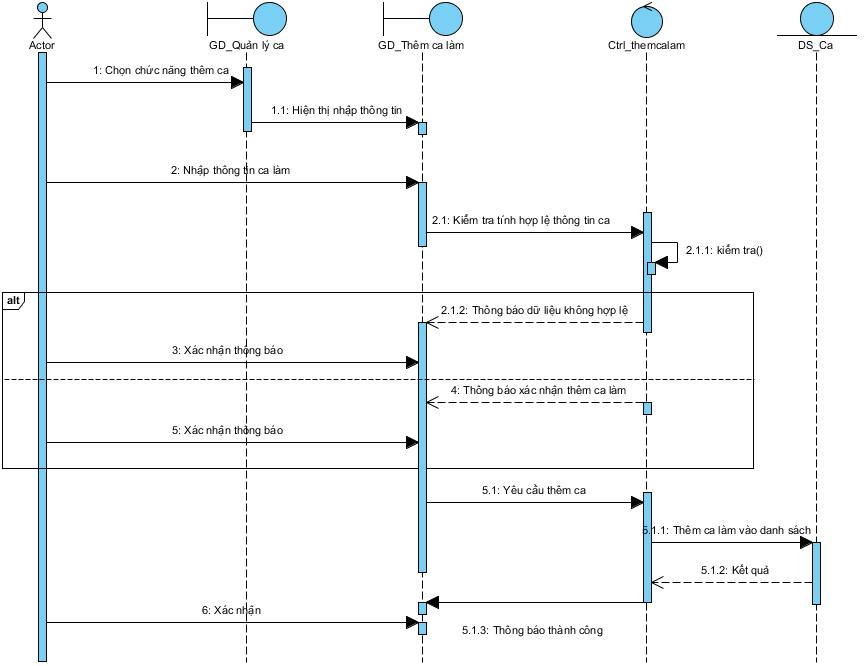 Actor
GD_Quản lý ca
GD_Thêm ca làm
Ctrl_themcalam
DS_Ca
1: Chọn chức năng thêm ca
1.1: Hiện thị nhập thông tin
2: Nhập thông tin ca làm
2.1: Kiểm tra tính hợp lệ thông tin ca
2.1.1: kiểm tra()
alt
2.1.2: Thông báo dữ liệu không hợp lệ
3: Xác nhận thông báo
4: Thông báo xác nhận thêm ca làm
5: Xác nhận thông báo
5.1: Yêu cầu thêm ca
5.1.1: Thêm ca làm vào danh sách
5.1.2: Kết quả
6: Xác nhận
5.1.3: Thông báo thành công